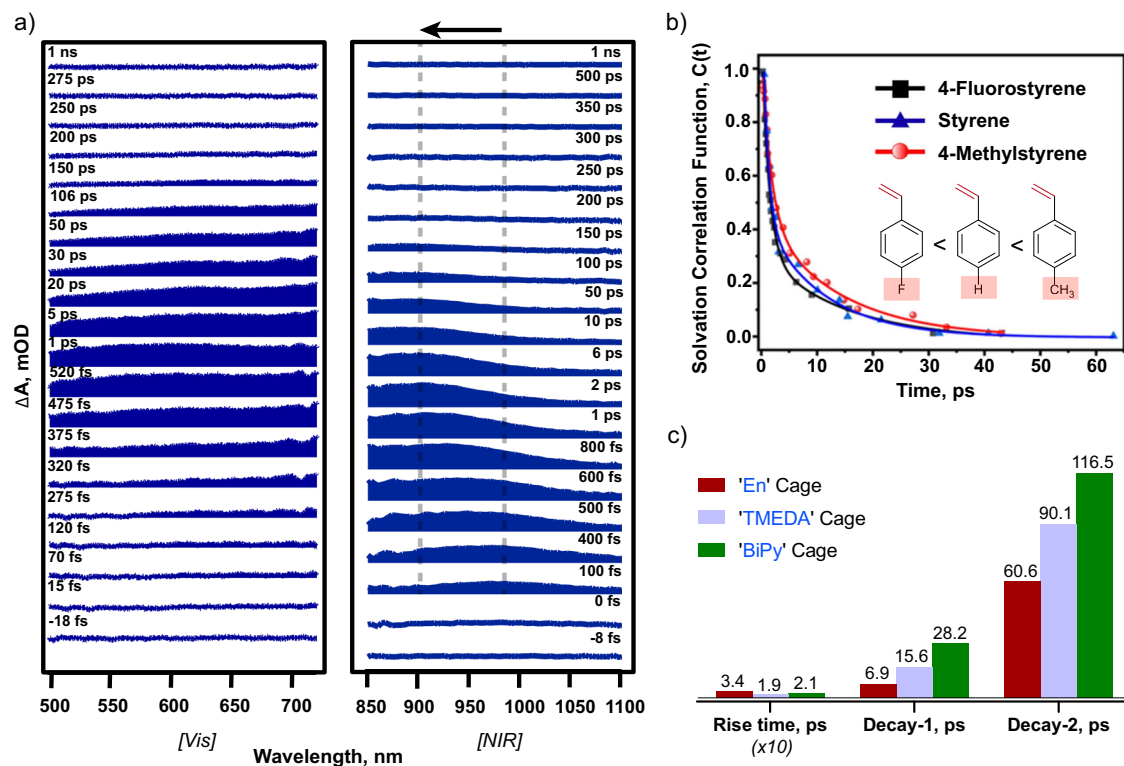 a)
ΔA, mOD
1 ns
275 ps
250 ps
200 ps
150 ps
106 ps
50 ps
30 ps
20 ps
5 ps
1 ps
520 fs
475 fs
375 fs
320 fs
275 fs
120 fs
70 fs
15 fs
-18 fs
500 550 600 650 700
[Vis]
1 ns
500 ps
350 ps
300 ps
250 ps
200 ps
150 ps
100 ps
50 ps
10 ps
6 ps
2 ps
1 ps
800 fs
600 fs
500 fs
400 fs
100 fs
0 fs
-8 fs
850 900 950 1000 1050 1100
[NIR]
Wavelength, nm
b)
Solvation Correlation Function, C(t)
1.0
0.8
0.6
0.4
0.2
0.0
4-Fluorostyrene
Styrene
4-Methylstyrene
< <
F H CH3
0 10 20 30 40 50 60
Time, ps
c)
'En' Cage
'TMEDA' Cage
'BiPy' Cage
3.4 1.9 2.1
6.9 15.6 28.2
60.6 90.1 116.5
Rise time, ps Decay-1, ps Decay-2, ps
(x10)